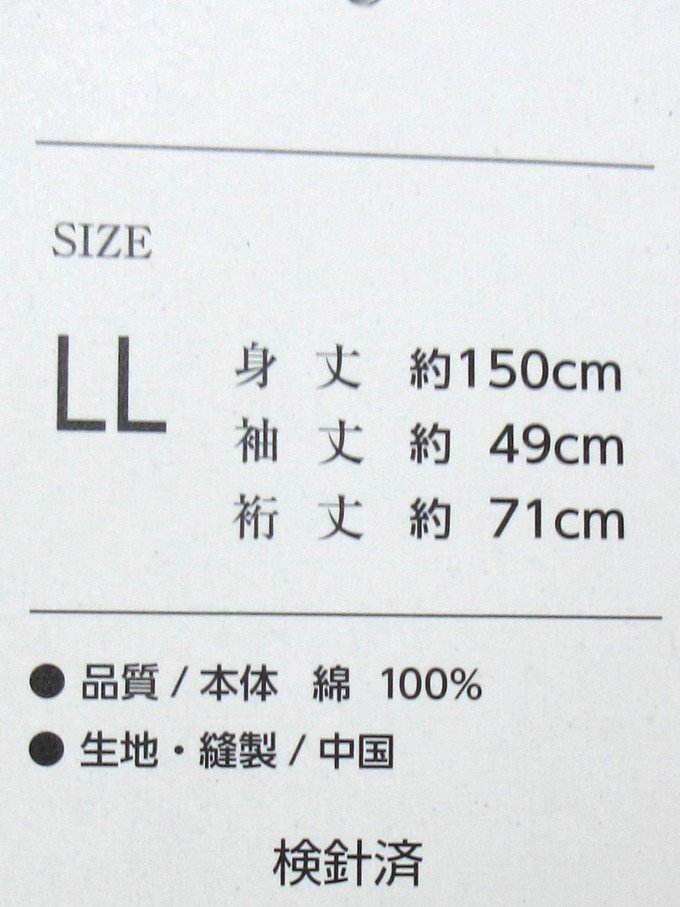 SIZE
LL
身丈 約150cm
袖丈 約 49cm
裄丈 約 71cm
● 品質 / 本体 綿 100%
● 生地・縫製 / 中国
検針済